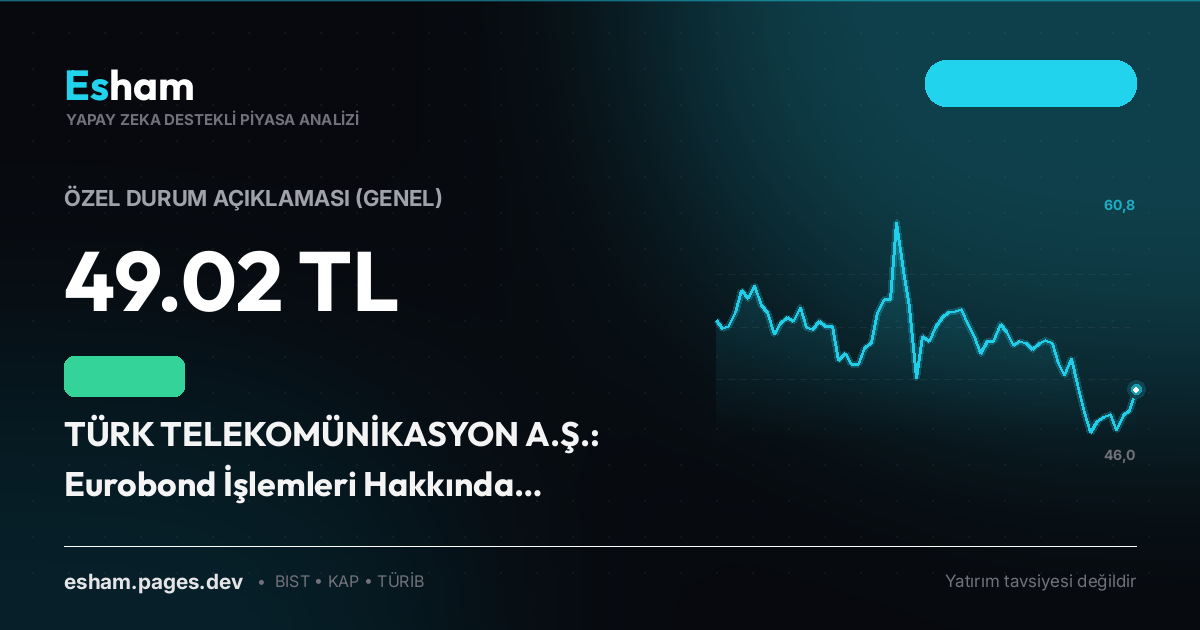 Esham
YAPAY ZEKA DESTEKLİ PİYASA ANALİZİ
ÖZEL DURUM AÇIKLAMASI (GENEL)
60,8
49.02 TL
TÜRK TELEKOMÜNİKASYON A.Ş.:
46,0
Eurobond İşlemleri Hakkında...
esham.pages.dev • BIST • KAP • TÜRİB
Yatırım tavsiyesi değildir